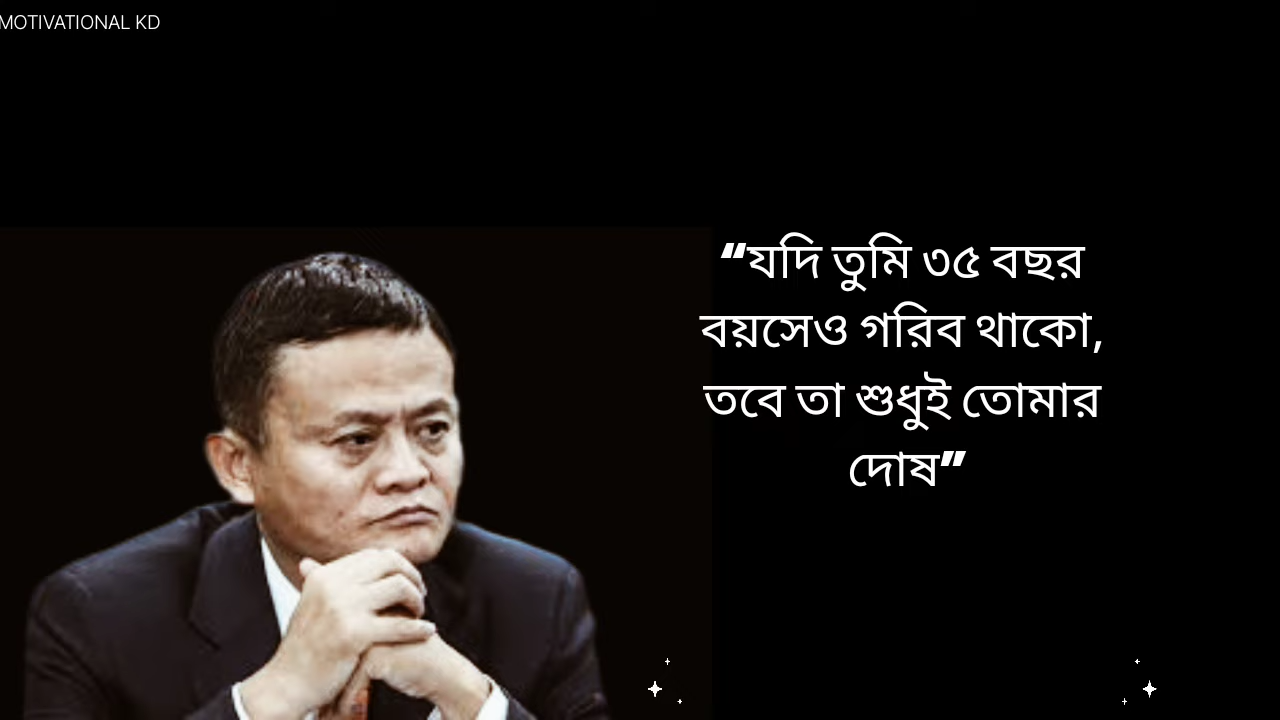 MOTIVATIONAL KD
“যদি তুমি ৩৫ বছর
বয়সেও গরিব থাকো,
তবে তা শুধুই তোমার
দোষ”